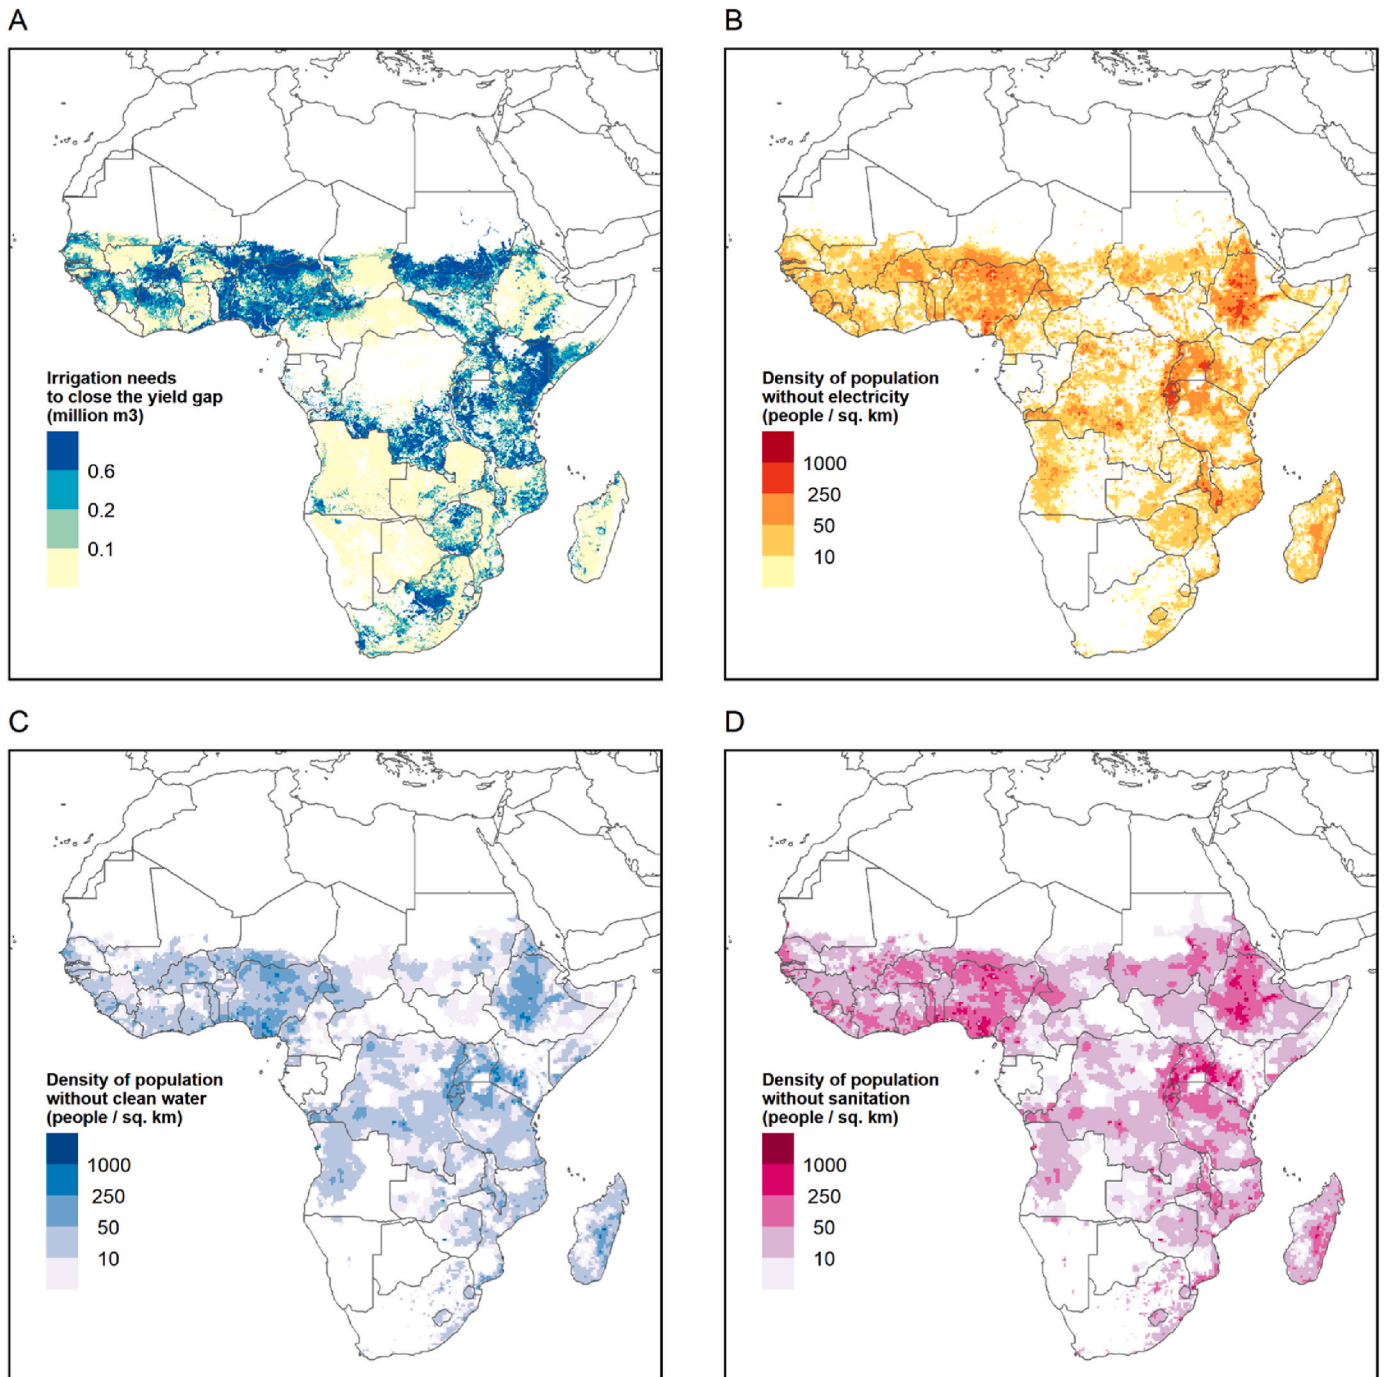 A
B
Irrigation needs
to close the yield gap
(million m3)
0.6
0.2
0.1
Density of population
without electricity
(people / sq. km)
1000
250
50
10
C
D
Density of population
without clean water
(people / sq. km)
1000
250
50
10
Density of population
without sanitation
(people / sq. km)
1000
250
50
10